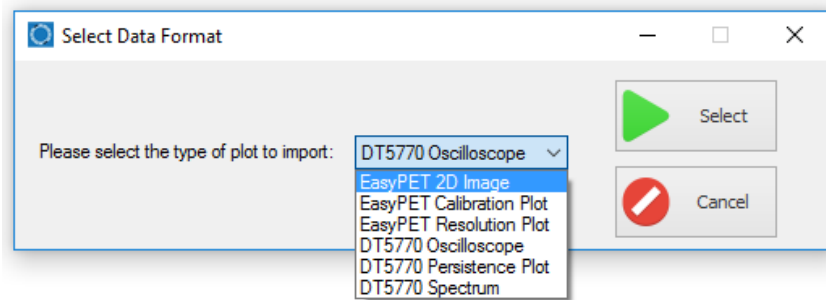 Select Data Format
Please select the type of plot to import:
DT5770 Oscilloscope
EasyPET 2D Image
EasyPET Calibration Plot
EasyPET Resolution Plot
DT5770 Oscilloscope
DT5770 Persistence Plot
DT5770 Spectrum
Select
Cancel